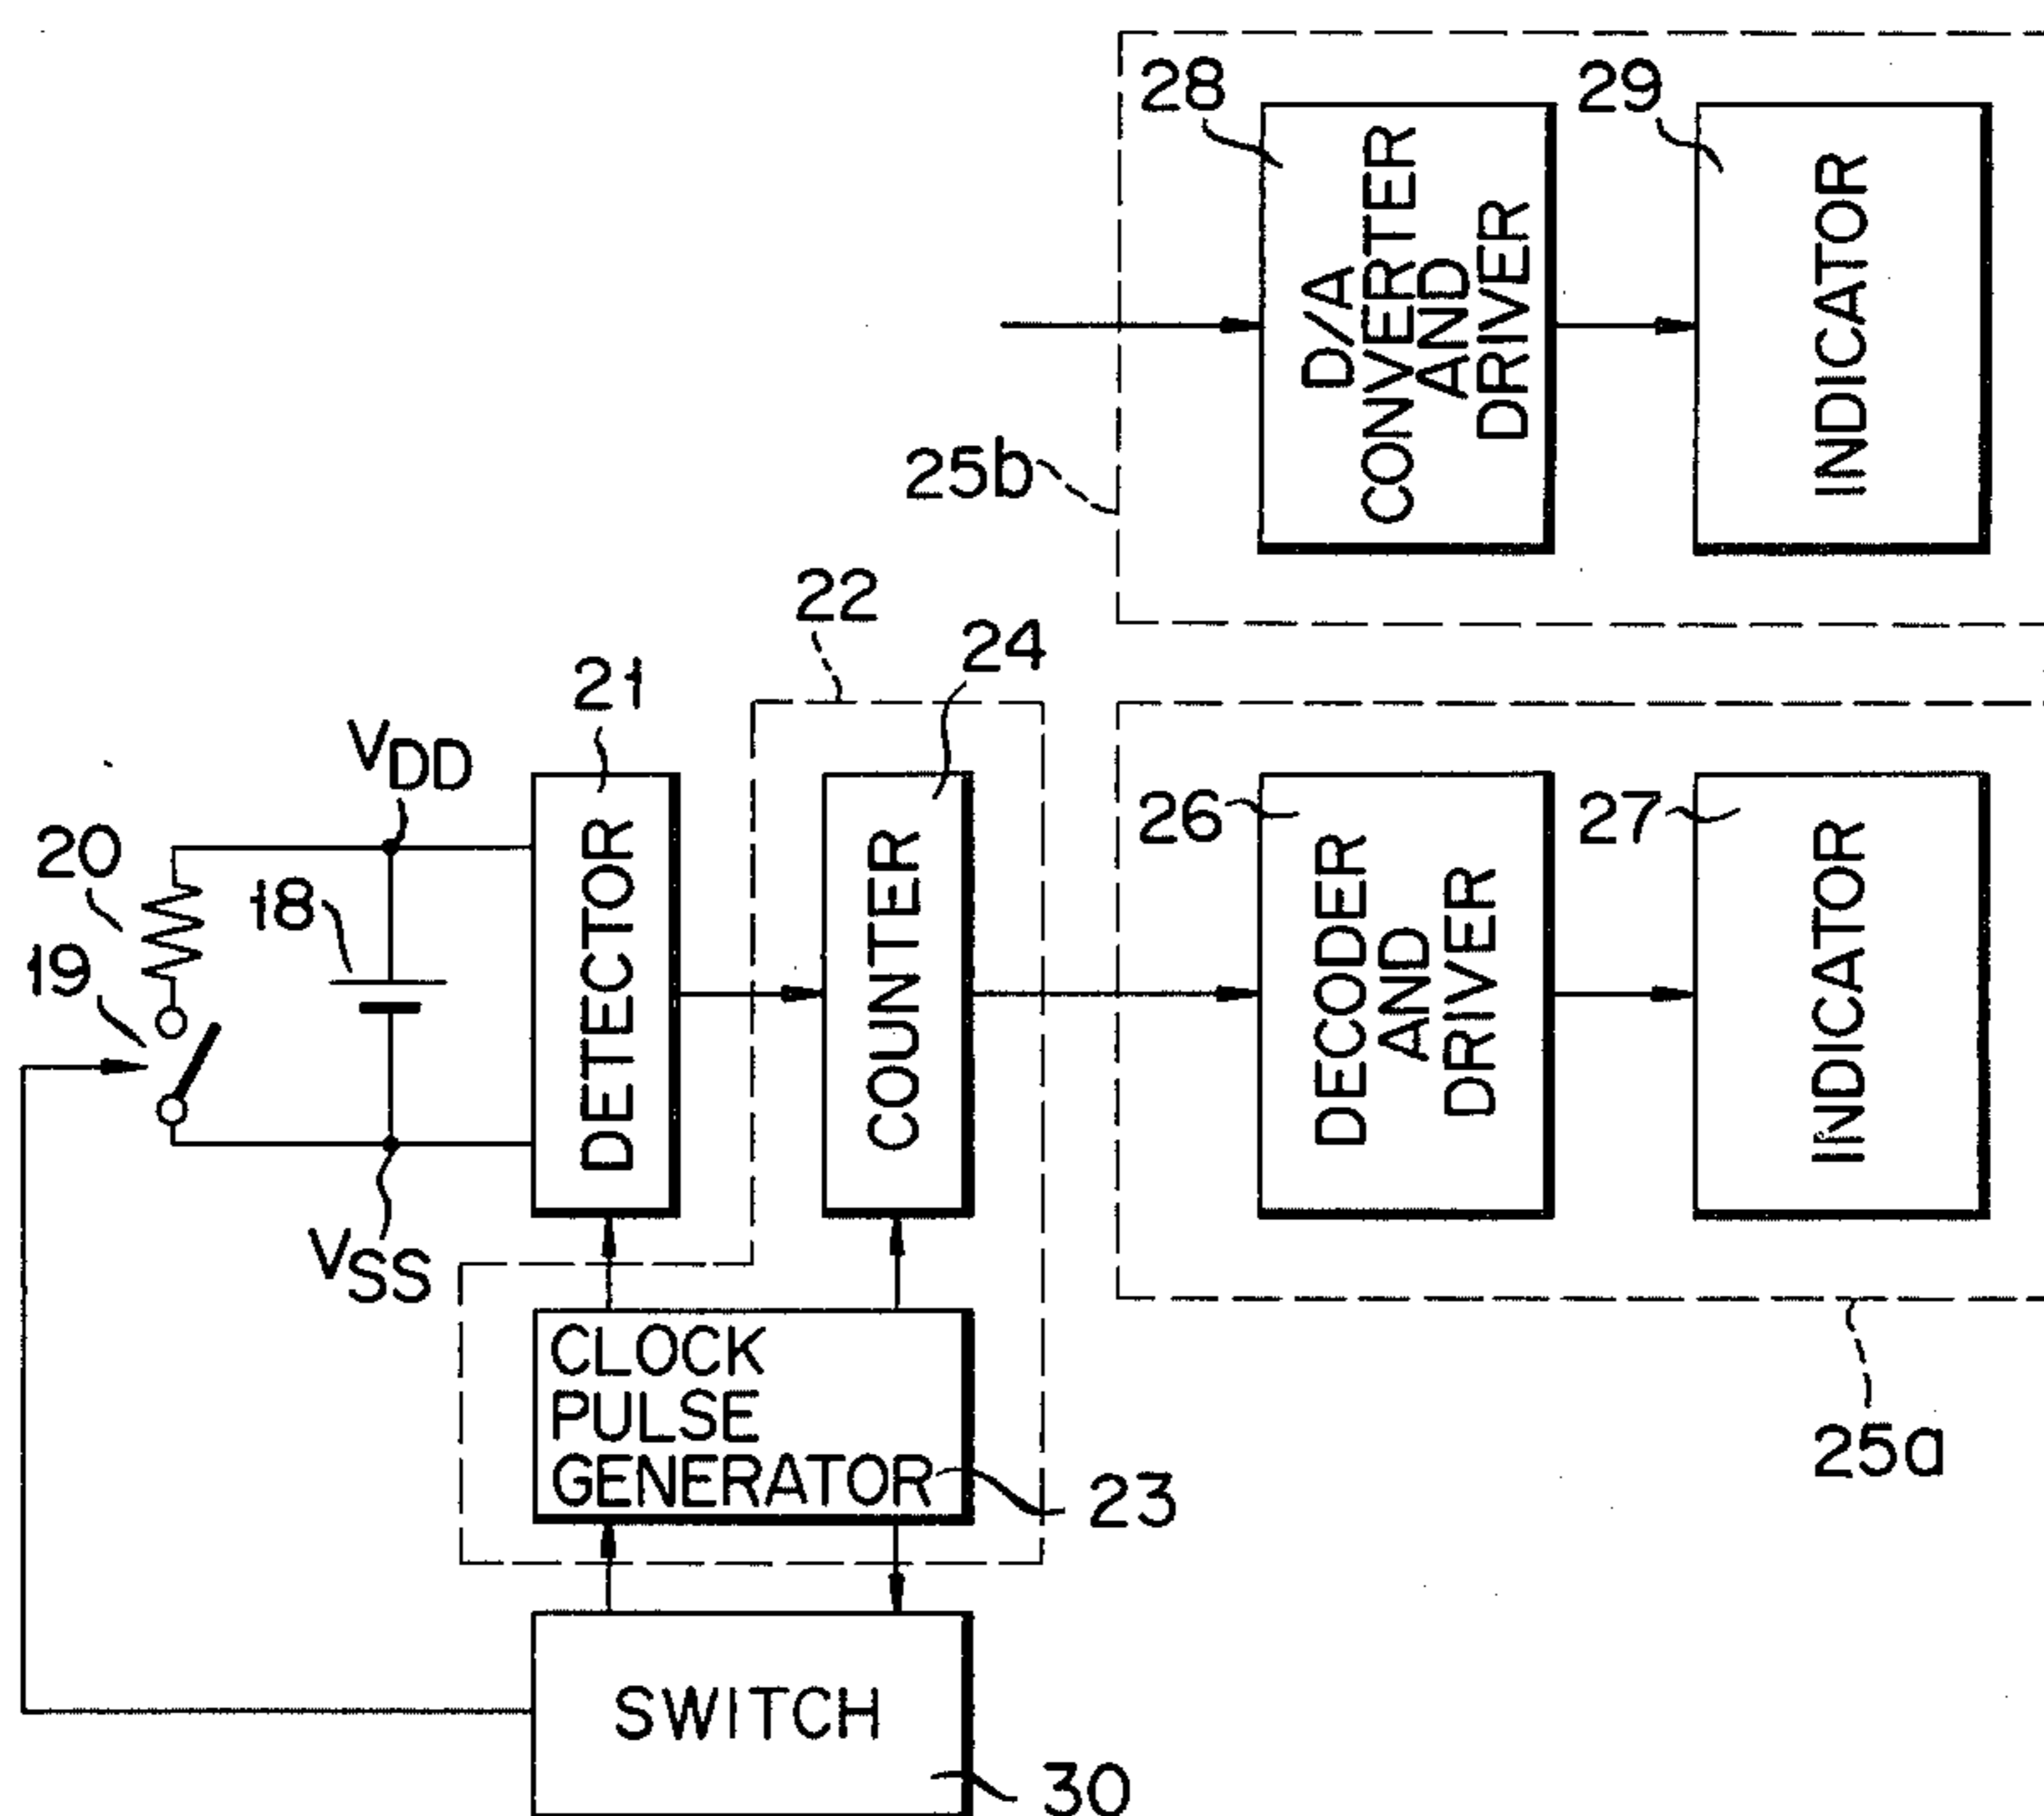 28
29
D/A
CONVERTER
AND
DRIVER
INDICATOR
25b
22
24
21
VDD
20
18
19
DETECTOR
COUNTER
26
27
DECODER
AND
DRIVER
INDICATOR
VSS
CLOCK
PULSE
GENERATOR
23
25a
SWITCH
30